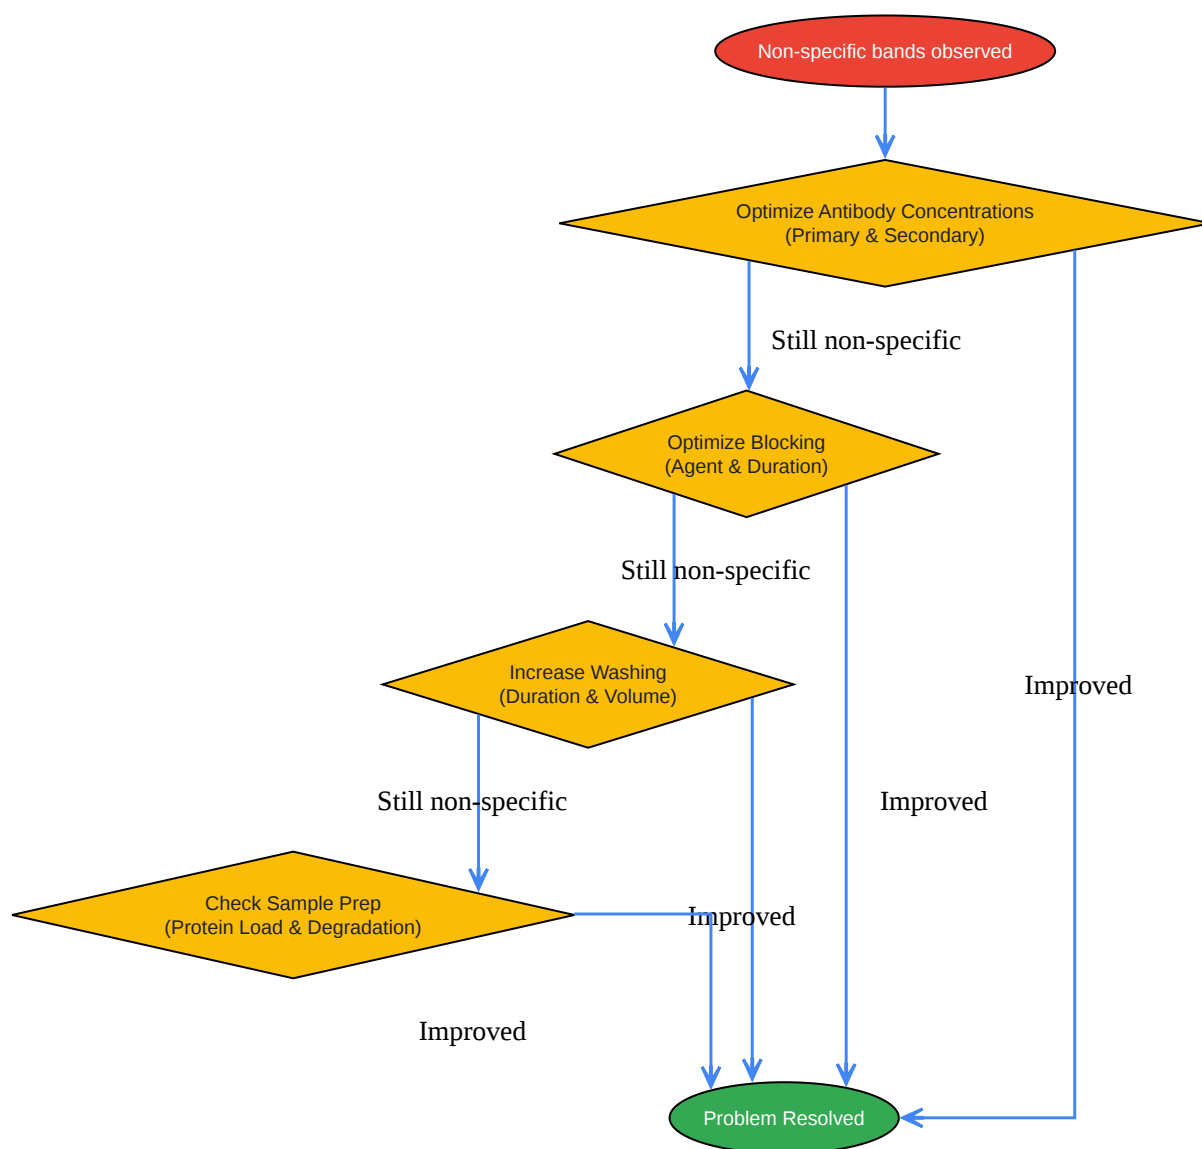 Non-specific bands observed
Optimize Antibody Concentrations
(Primary & Secondary)
Still non-specific
Optimize Blocking
(Agent & Duration)
Still non-specific
Increase Washing
(Duration & Volume)
Improved
Still non-specific
Improved
Check Sample Prep
(Protein Load & Degradation)
Improved
Improved
Problem Resolved